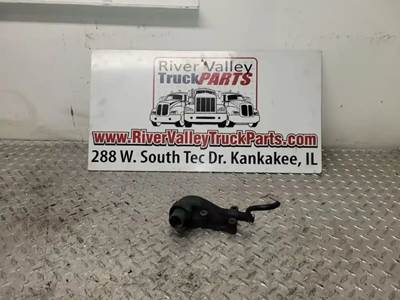 River Valley
TruckPARTS
www.RiverValleyTruckParts.com
288 W. South Tec Dr. Kankakee, IL